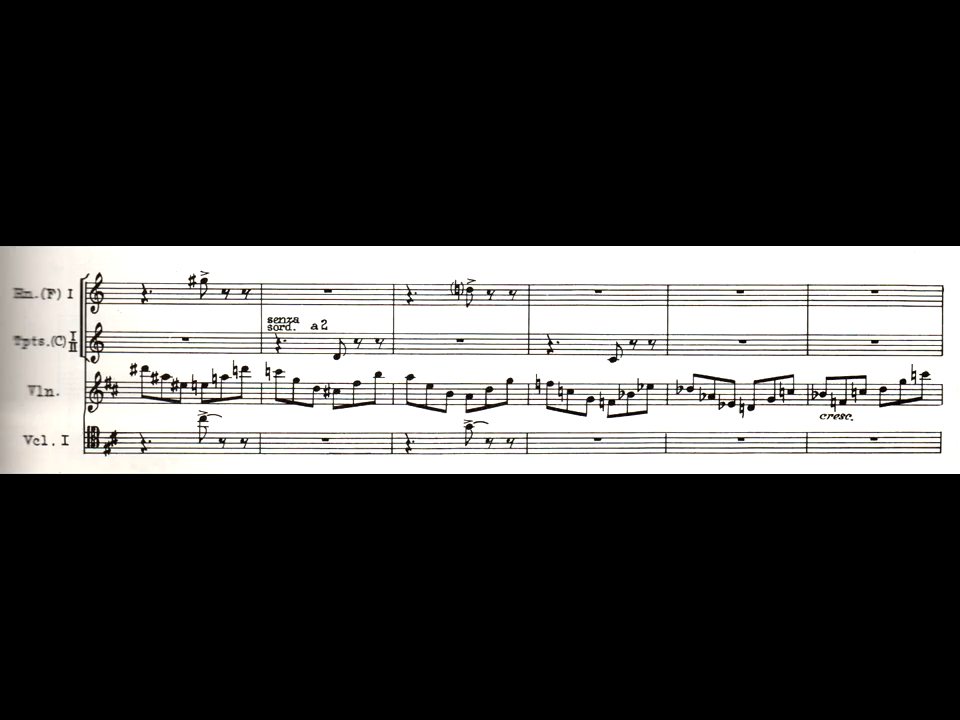 Hn.(F) I
senza
sord. a 2
Tpts.(C) I
II
Vln.
cresc.
Vcl. I